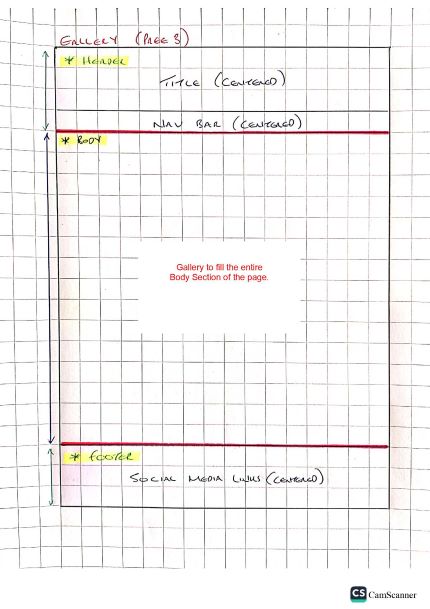 GALLERY (PAGE 3)
* HEADER
TITLE (CENTERED)
NAV BAR (CENTERED)
* BODY
Gallery to fill the entire
Body Section of the page.
* FOOTER
SOCIAL MEDIA LINKS (CENTERED)
CS CamScanner